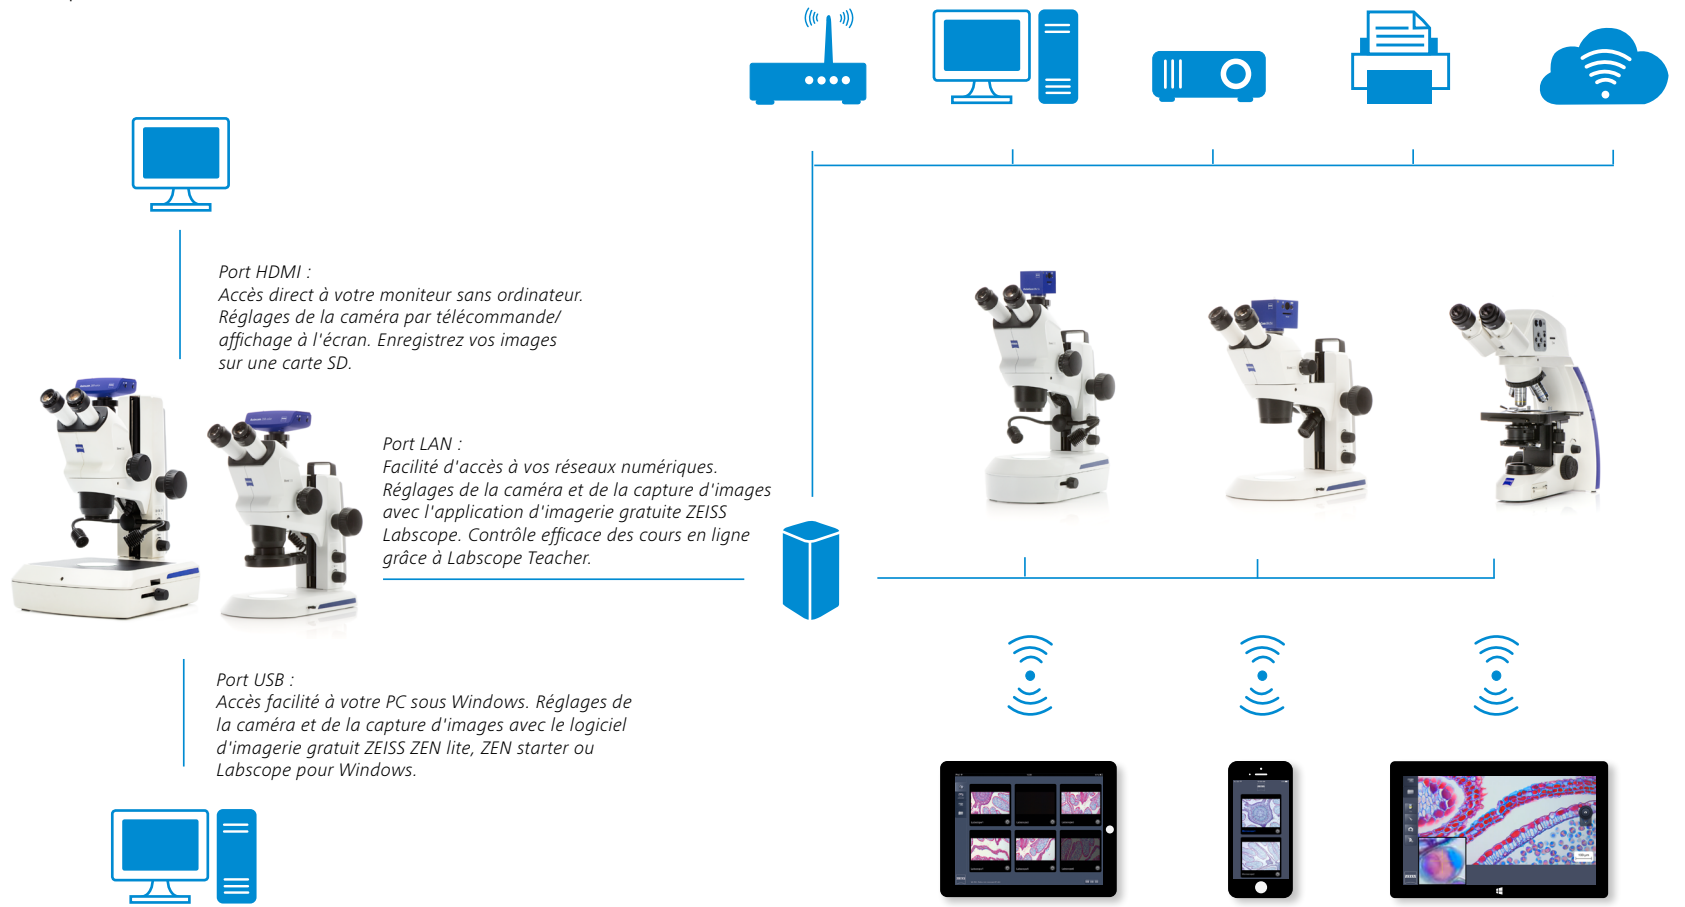 Port HDMI :
Accès direct à votre moniteur sans ordinateur.
Réglages de la caméra par télécommande/
affichage à l'écran. Enregistrez vos images
sur une carte SD.
Port LAN :
Facilité d'accès à vos réseaux numériques.
Réglages de la caméra et de la capture d'images
avec l'application d'imagerie gratuite ZEISS
Labscope. Contrôle efficace des cours en ligne
grâce à Labscope Teacher.
Port USB :
Accès facilité à votre PC sous Windows. Réglages de
la caméra et de la capture d'images avec le logiciel
d'imagerie gratuit ZEISS ZEN lite, ZEN starter ou
Labscope pour Windows.